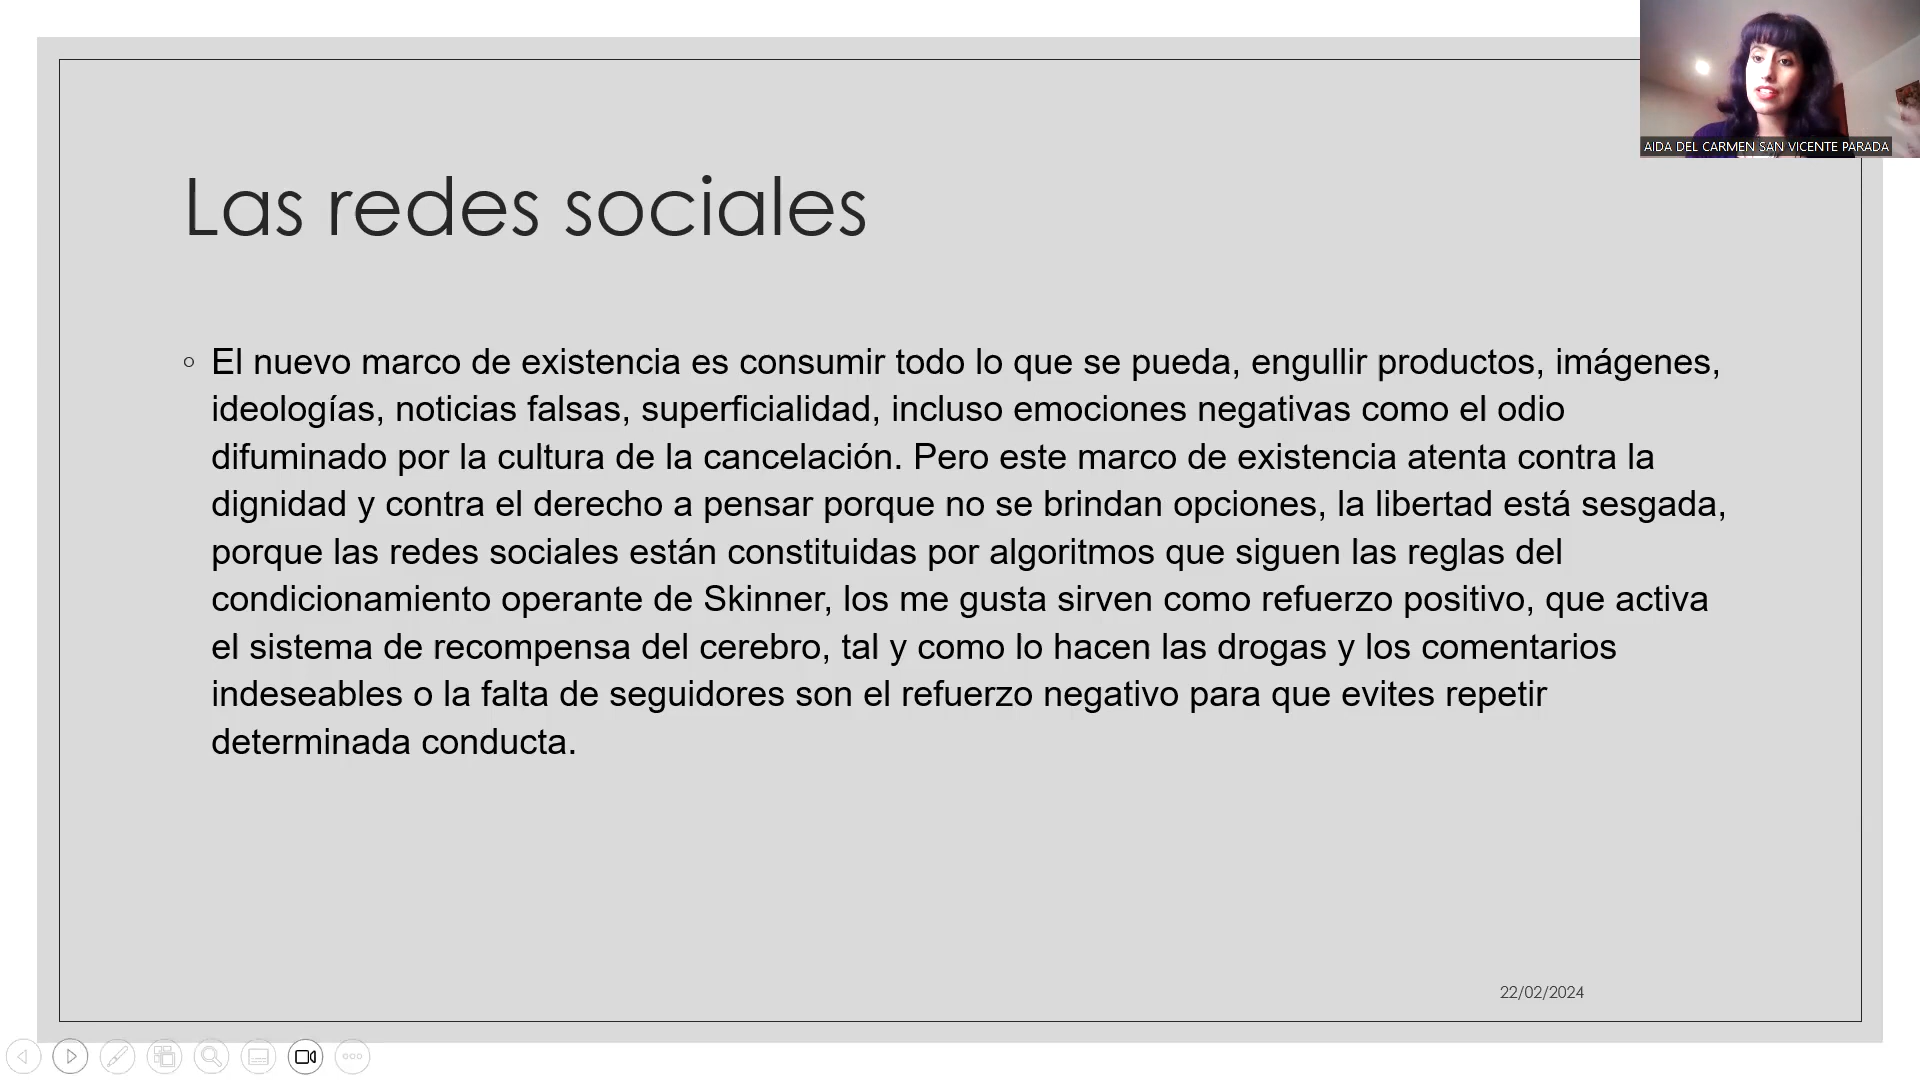 AIDA DEL CARMEN SAN VICENTE PARADA
Las redes sociales
El nuevo marco de existencia es consumir todo lo que se pueda, engullir productos, imágenes,
ideologías, noticias falsas, superficialidad, incluso emociones negativas como el odio
difuminado por la cultura de la cancelación. Pero este marco de existencia atenta contra la
dignidad y contra el derecho a pensar porque no se brindan opciones, la libertad está sesgada,
porque las redes sociales están constituidas por algoritmos que siguen las reglas del
condicionamiento operante de Skinner, los me gusta sirven como refuerzo positivo, que activa
el sistema de recompensa del cerebro, tal y como lo hacen las drogas y los comentarios
indeseables o la falta de seguidores son el refuerzo negativo para que evites repetir
determinada conducta.
22/02/2024